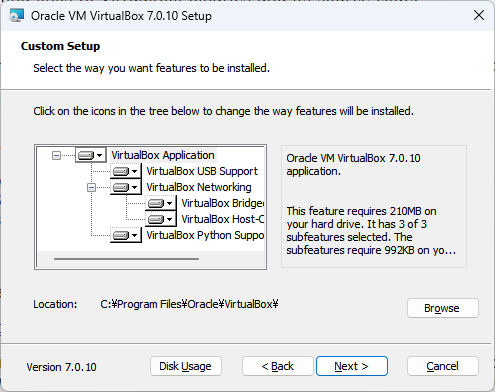 Oracle VM VirtualBox 7.0.10 Setup
Custom Setup
Select the way you want features to be installed.
Click on the icons in the tree below to change the way features will be installed.
VirtualBox Application
VirtualBox USB Support
VirtualBox Networking
VirtualBox Bridged
VirtualBox Host-O
VirtualBox Python Suppo
Oracle VM VirtualBox 7.0.10
application.
This feature requires 210MB on
your hard drive. It has 3 of 3
subfeatures selected. The
subfeatures require 992KB on yo...
Location: C:¥Program Files¥Oracle¥VirtualBox¥
Browse
Version 7.0.10
Disk Usage
< Back
Next >
Cancel